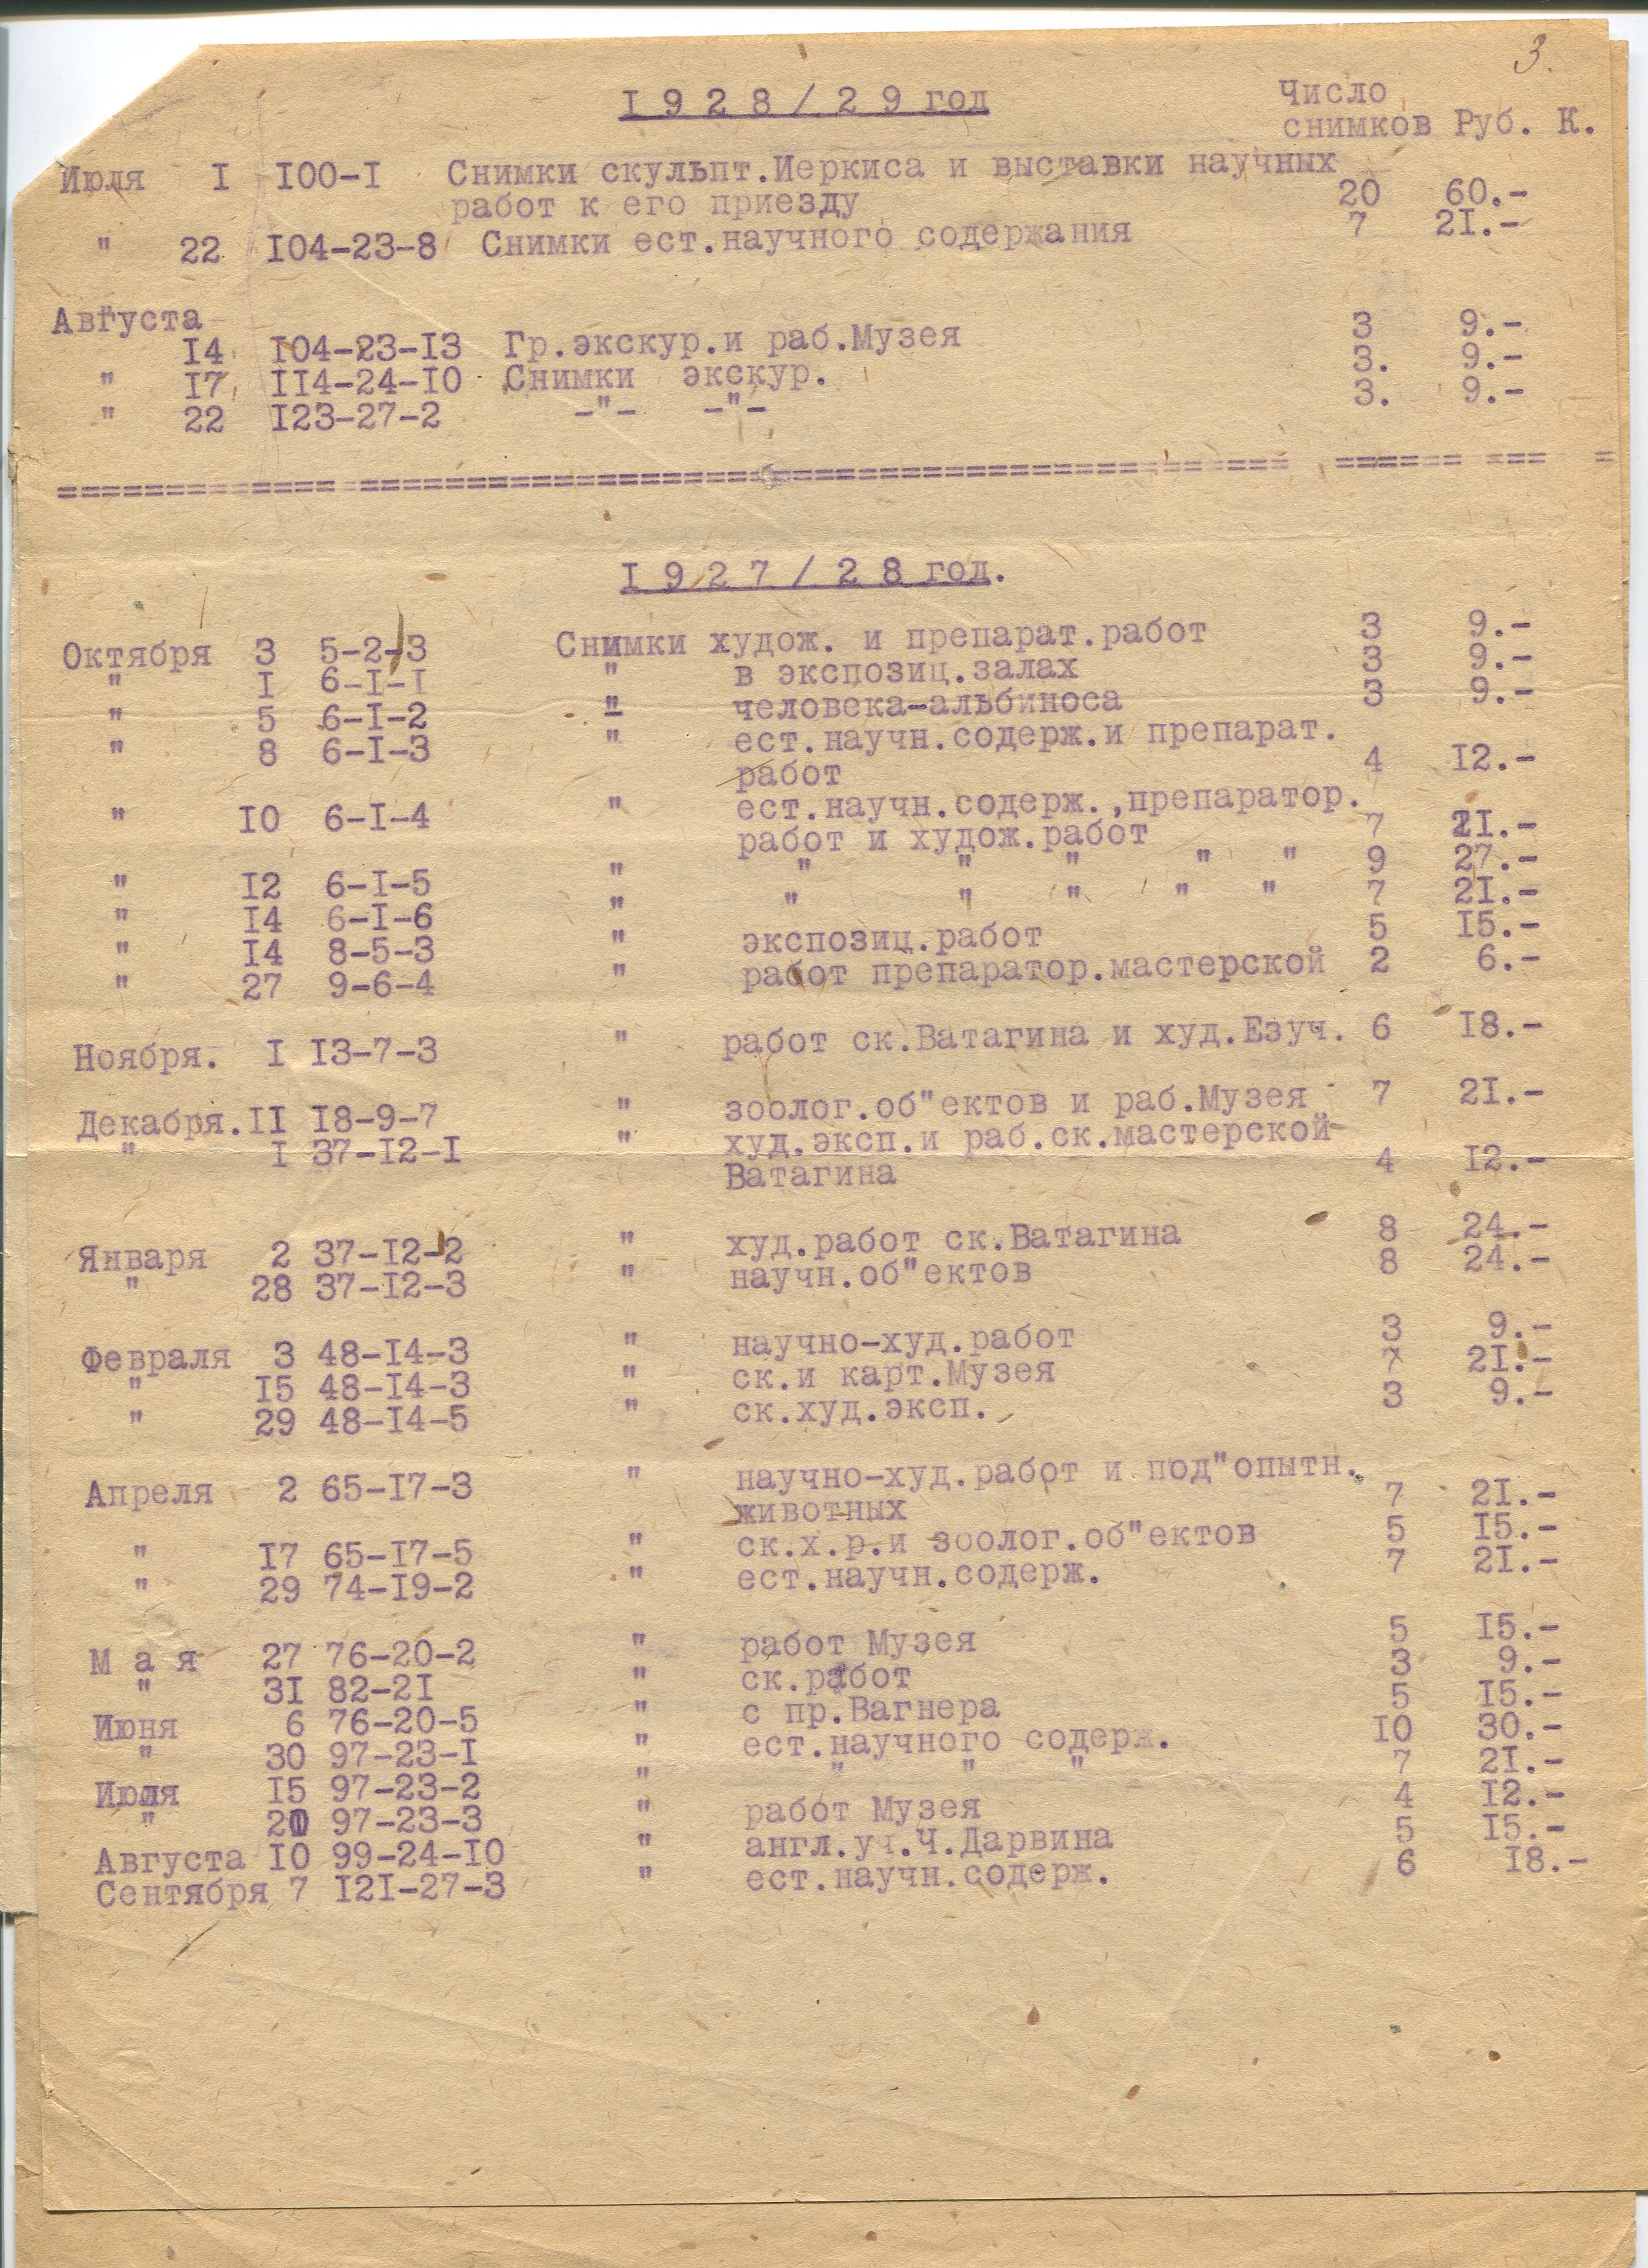 3.
1928/29 год
Число
снимков Руб. К.
Июля I I00-I Снимки скульпт.Иеркиса и выставки научных
работ к его приезду 20 60.-
" 22 I04-23-8 Снимки ест.научного содержания 7 2I.-
Августа
I4 I04-23-I3 Гр.экскур.и раб.Музея 3 9.-
" I7 II4-24-I0 Снимки экскур. 3. 9.-
" 22 I23-27-2 -"- -"- 3. 9.-
I927/28 год.
Октября 3 5-2-3 Снимки худож. и препарат.работ 3 9.-
" I 6-I-I " в экспозиц.залах 3 9.-
" 5 6-I-2 " человека-альбиноса 3 9.-
" 8 6-I-3 " ест.научн.содерж.и препарат.
работ 4 I2.-
" I0 6-I-4 " ест.научн.содерж.,препаратор.
работ и худож.работ 7 2I.-
" I2 6-I-5 " " " " " " 9 27.-
" I4 6-I-6 " " " " " " 7 2I.-
" I4 8-5-3 " экспозиц.работ 5 I5.-
" 27 9-6-4 " работ препаратор.мастерской 2 6.-
Ноября. I I3-7-3 " работ ск.Ватагина и худ.Езуч. 6 I8.-
Декабря.II I8-9-7 " зоолог.об"ектов и раб.Музея 7 2I.-
" I 37-I2-I " худ.эксп.и раб.ск.мастерской
Ватагина 4 I2.-
Января 2 37-I2-2 " худ.работ ск.Ватагина 8 24.-
" 28 37-I2-3 " научн.об"ектов 8 24.-
Февраля 3 48-I4-3 " научно-худ.работ 3 9.-
" I5 48-I4-3 " ск.и карт.Музея 7 2I.-
" 29 48-I4-5 " ск.худ.эксп. 3 9.-
Апреля 2 65-I7-3 " научно-худ.работ и под"опытн.
животных 7 2I.-
" I7 65-I7-5 " ск.х.р.и зоолог.об"ектов 5 I5.-
" 29 74-I9-2 " ест.научн.содерж. 7 2I.-
М а я 27 76-20-2 " работ Музея 5 I5.-
" 3I 82-2I " ск.работ 3 9.-
Июня 6 76-20-5 " с пр.Вагнера 5 I5.-
" 30 97-23-I " ест.научного содерж. I0 30.-
Июля I5 97-23-2 " " " " 7 2I.-
" 20 97-23-3 " работ Музея 4 I2.-
Августа I0 99-24-I0 " англ.уч.Ч.Дарвина 5 I5.-
Сентября 7 I2I-27-3 " ест.научн.содерж. 6 I8.-